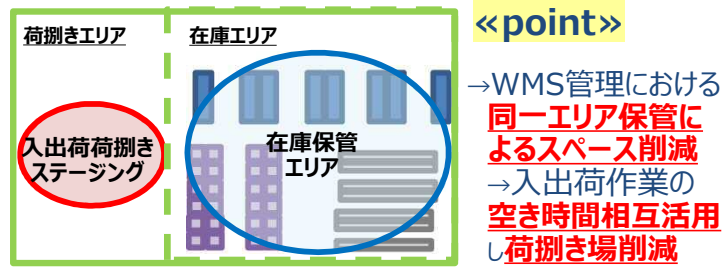 荷捌きエリア
在庫エリア
入出荷荷捌き
ステージング
在庫保管
エリア
≪point≫
→WMS管理における
同一エリア保管に
よるスペース削減
→入出荷作業の
空き時間相互活用
し荷捌き場削減